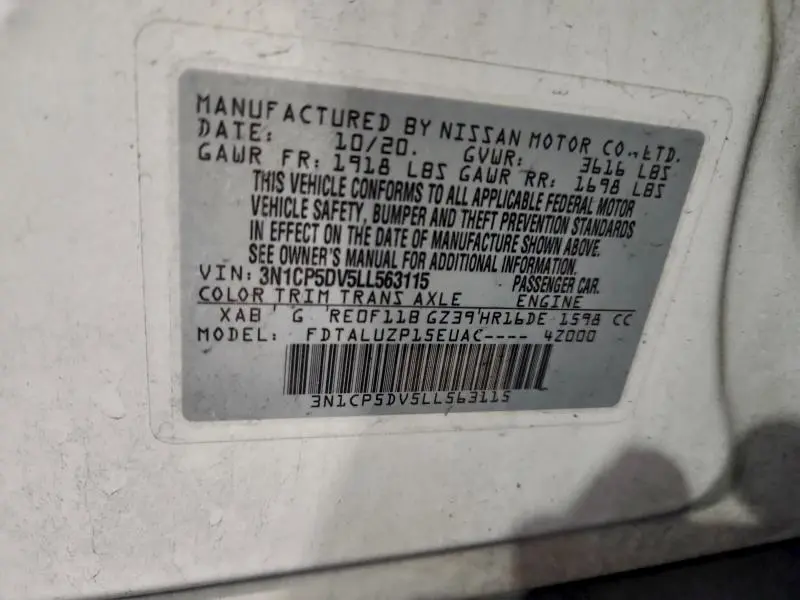 MANUFACTURED BY NISSAN MOTOR CO.,LTD.
DATE: 10/20. GVWR: 3616 LBS
GAWR FR: 1918 LBS GAWR RR: 1698 LBS
THIS VEHICLE CONFORMS TO ALL APPLICABLE FEDERAL MOTOR
VEHICLE SAFETY, BUMPER AND THEFT PREVENTION STANDARDS
IN EFFECT ON THE DATE OF MANUFACTURE SHOWN ABOVE.
SEE OWNER'S MANUAL FOR ADDITIONAL INFORMATION.
VIN: 3N1CP5DV5LL563115 PASSENGER CAR.
COLOR TRIM TRANS AXLE ENGINE
XAB' G 'RE0F11B GZ39'HR16DE 1598 CC
MODEL: FDTALUZP15EUAC---- 4Z000
3N1CP5DV5LL563115